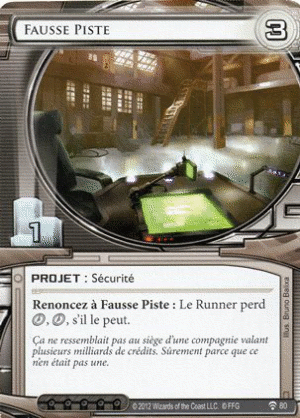 FAUSSE PISTE
3
1
PROJET : Sécurité
Renoncez à Fausse Piste : Le Runner perd
, , s'il le peut.
Ça ne ressemblait pas au siège d'une compagnie valant
plusieurs milliards de crédits. Sûrement parce que ce
n'en était pas une.
Illus. Bruno Balixa
© 2012 Wizards of the Coast LLC. © FFG
80